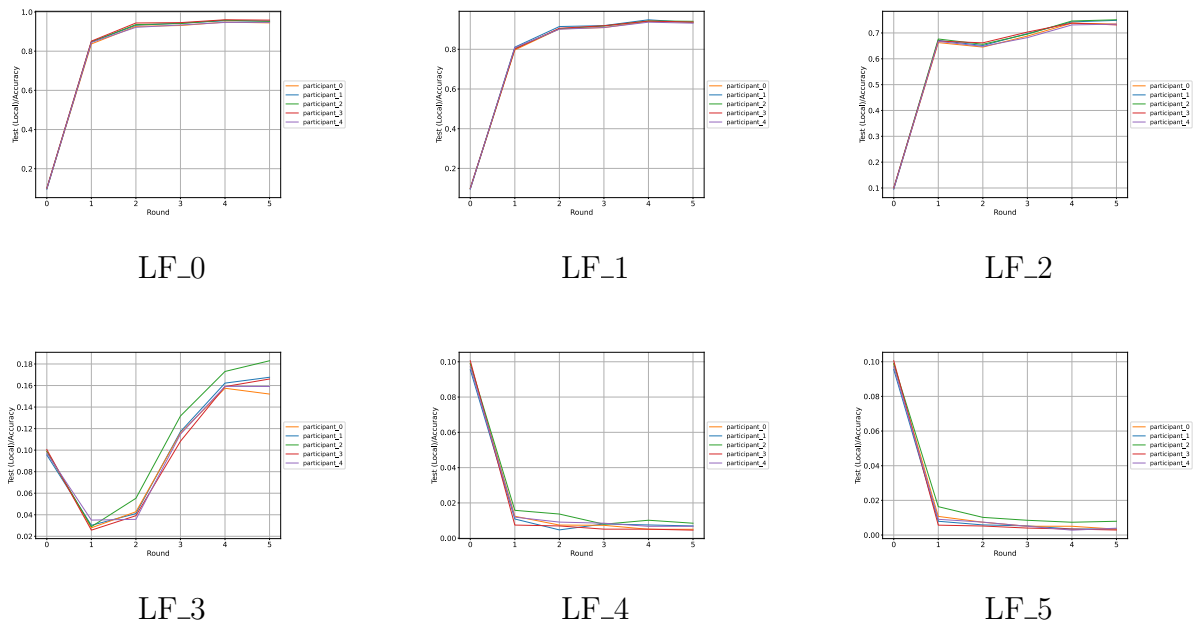 1.0
0.8
0.6
0.4
0.2
Test (Local)/Accuracy
0 1 2 3 4 5
Round
participant_0
participant_1
participant_2
participant_3
participant_4
LF_0
0.8
0.6
0.4
0.2
Test (Local)/Accuracy
0 1 2 3 4 5
Round
participant_0
participant_1
participant_2
participant_3
participant_4
LF_1
0.7
0.6
0.5
0.4
0.3
0.2
0.1
Test (Local)/Accuracy
0 1 2 3 4 5
Round
participant_0
participant_1
participant_2
participant_3
participant_4
LF_2
0.18
0.16
0.14
0.12
0.10
0.08
0.06
0.04
0.02
Test (Local)/Accuracy
0 1 2 3 4 5
Round
participant_0
participant_1
participant_2
participant_3
participant_4
LF_3
0.10
0.08
0.06
0.04
0.02
0.00
Test (Local)/Accuracy
0 1 2 3 4 5
Round
participant_0
participant_1
participant_2
participant_3
participant_4
LF_4
0.10
0.08
0.06
0.04
0.02
0.00
Test (Local)/Accuracy
0 1 2 3 4 5
Round
participant_0
participant_1
participant_2
participant_3
participant_4
LF_5